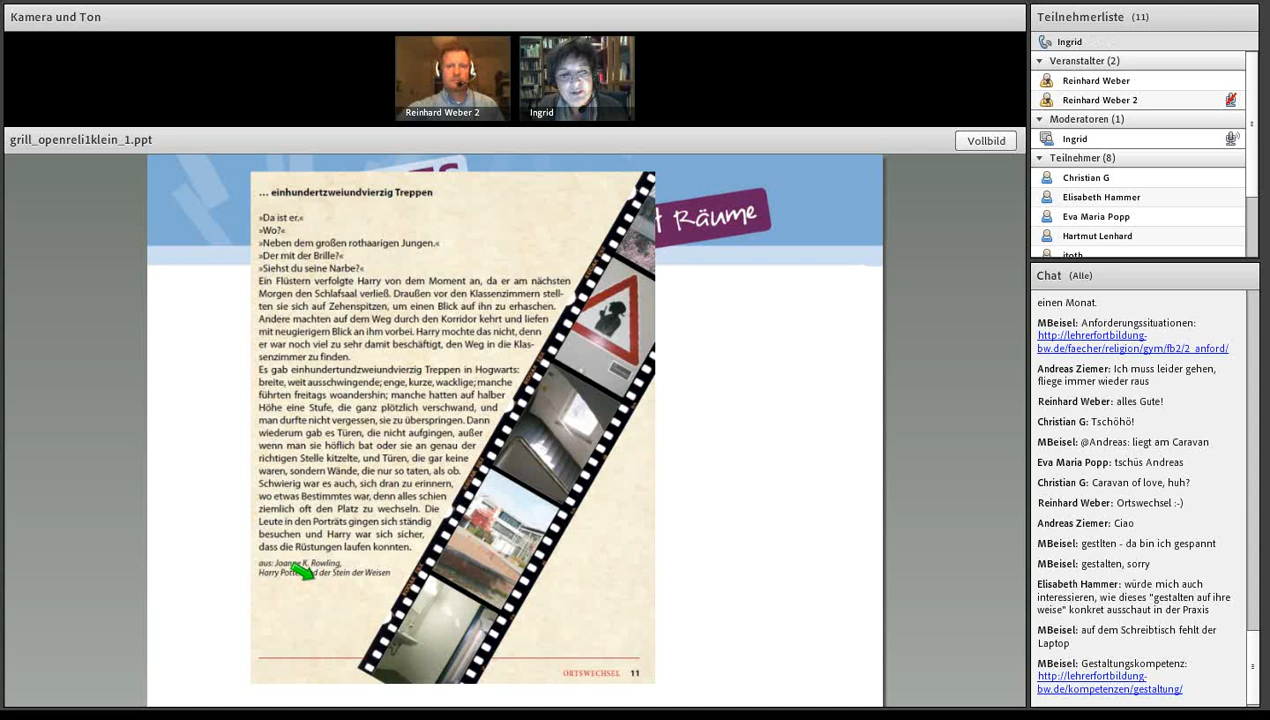 Kamera und Ton
Reinhard Weber 2
Ingrid
grill_openreli1klein_1.ppt
Vollbild
Räume
... einhundertzweiundvierzig Treppen
»Da ist er.«
»Wo?«
»Neben dem großen rothaarigen Jungen.«
»Der mit der Brille?«
»Siehst du seine Narbe?«
Ein Flüstern verfolgte Harry von dem Moment an, da er am nächsten
Morgen den Schlafsaal verließ. Draußen vor den Klassenzimmern stell-
ten sie sich auf Zehenspitzen, um einen Blick auf ihn zu erhaschen.
Andere machten auf dem Weg durch den Korridor kehrt und liefen
mit neugierigem Blick an ihm vorbei. Harry mochte das nicht, denn
er war noch viel zu sehr damit beschäftigt, den Weg in die Klas-
senzimmer zu finden.
Es gab einhundertundzweiundvierzig Treppen in Hogwarts:
breite, weit ausschwingende; enge, kurze, wacklige; manche
führten freitags woandershin; manche hatten auf halber
Höhe eine Stufe, die ganz plötzlich verschwand, und
man durfte nicht vergessen, sie zu überspringen. Dann
wiederum gab es Türen, die nicht aufgingen, außer
wenn man sie höflich bat oder sie an genau der
richtigen Stelle kitzelte, und Türen, die gar keine
waren, sondern Wände, die nur so taten, als ob.
Schwierig war es auch, sich dran zu erinnern,
wo etwas Bestimmtes war, denn alles schien
ziemlich oft den Platz zu wechseln. Die
Leute in den Porträts gingen sich ständig
besuchen und Harry war sich sicher,
dass die Rüstungen laufen konnten.
aus: Joanne K. Rowling,
Harry Potter und der Stein der Weisen
ORTSWECHSEL 11
Teilnehmerliste (11)
Ingrid
Veranstalter (2)
Reinhard Weber
Reinhard Weber 2
Moderatoren (1)
Ingrid
Teilnehmer (8)
Christian G
Elisabeth Hammer
Eva Maria Popp
Hartmut Lenhard
itoth
Chat (Alle)
einen Monat.
MBeisel: Anforderungssituationen:
http://lehrerfortbildung-
bw.de/faecher/religion/gym/fb2/2_anford/
Andreas Ziemer: Ich muss leider gehen,
fliege immer wieder raus
Reinhard Weber: alles Gute!
Christian G: Tschöhö!
MBeisel: @Andreas: liegt am Caravan
Eva Maria Popp: tschüs Andreas
Christian G: Caravan of love, huh?
Reinhard Weber: Ortswechsel :-)
Andreas Ziemer: Ciao
MBeisel: gestlten - da bin ich gespannt
MBeisel: gestalten, sorry
Elisabeth Hammer: würde mich auch
interessieren, wie dieses "gestalten auf ihre
weise" konkret ausschaut in der Praxis
MBeisel: auf dem Schreibtisch fehlt der
Laptop
MBeisel: Gestaltungskompetenz:
http://lehrerfortbildung-
bw.de/kompetenzen/gestaltung/